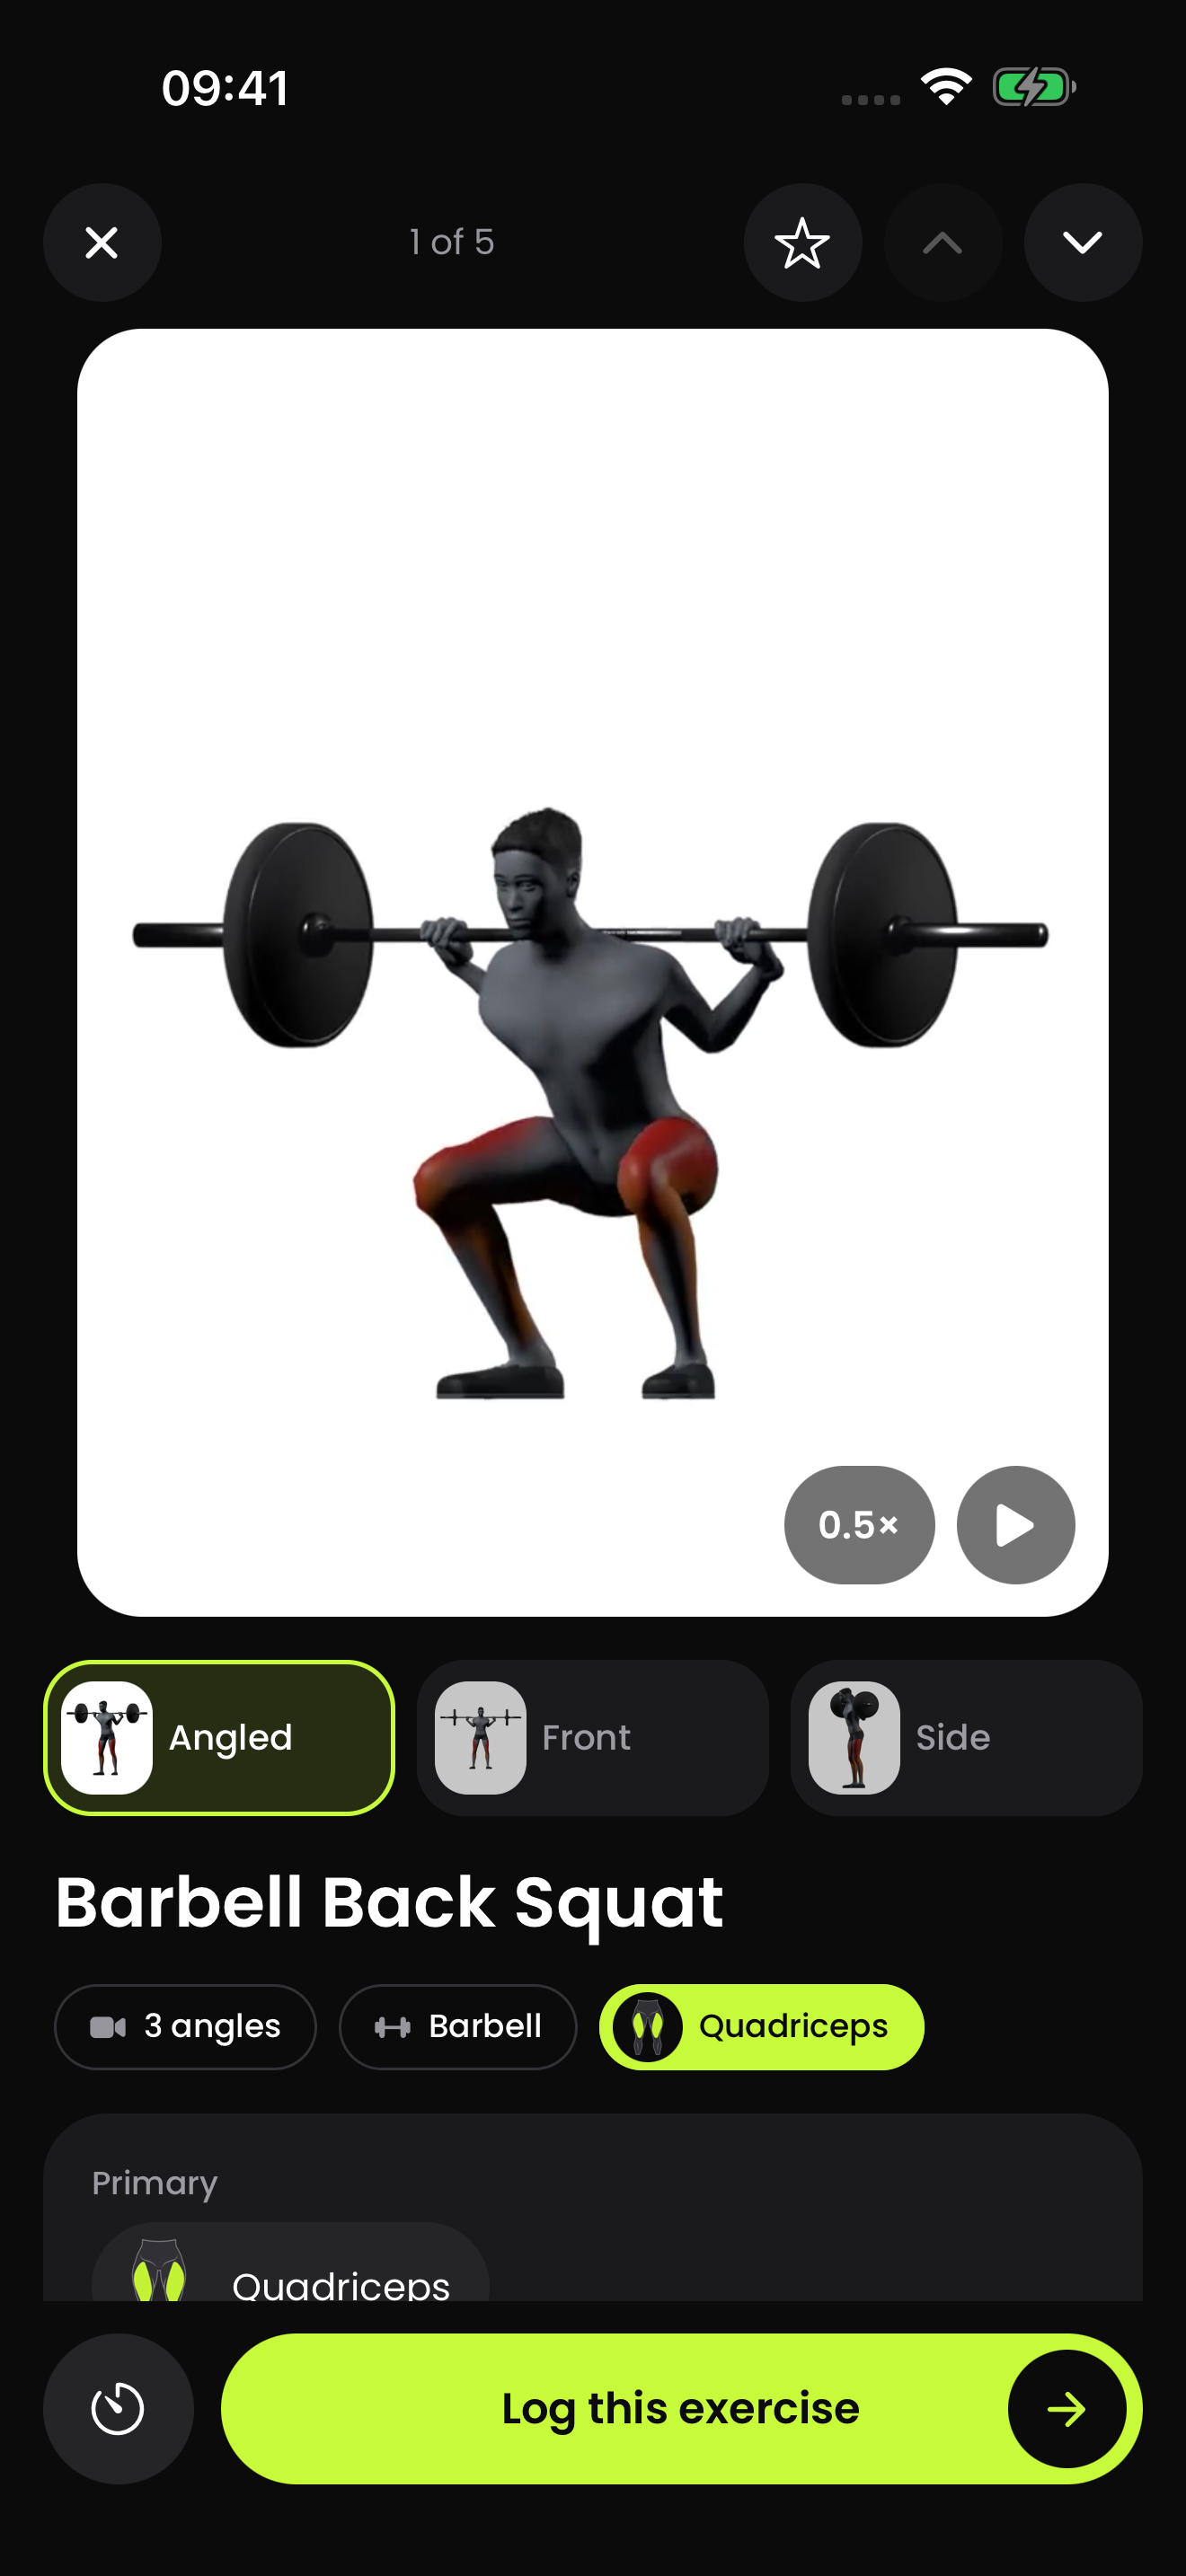 09:41
1 of 5
0.5×
Angled
Front
Side
Barbell Back Squat
3 angles
Barbell
Quadriceps
Primary
Quadriceps
Log this exercise